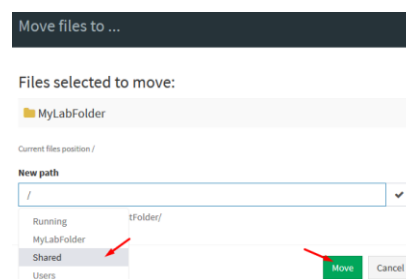 Move files to ...
Files selected to move:
MyLabFolder
Current files position /
New path
/
Running
tFolder/
MyLabFolder
Shared
Users
Move
Cancel